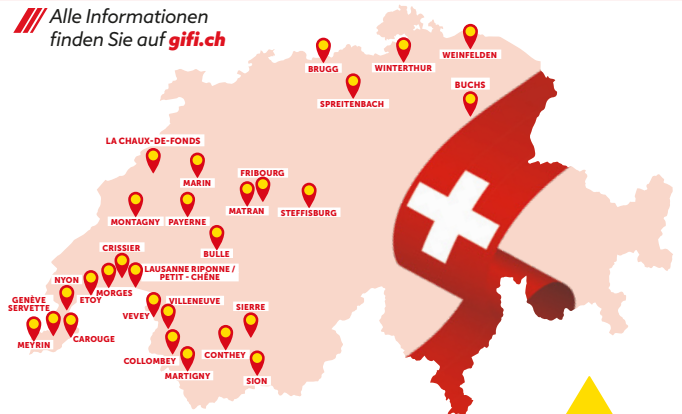 Alle Informationen
finden Sie auf gifi.ch
WEINFELDEN
BRUGG
WINTERTHUR
BUCHS
SPREITENBACH
LA CHAUX-DE-FONDS
FRIBOURG
MARIN
MATRAN
STEFFISBURG
MONTAGNY
PAYERNE
BULLE
CRISSIER
LAUSANNE RIPONNE /
PETIT - CHÊNE
NYON
MORGES
ETOY
GENÈVE
SERVETTE
VILLENEUVE
SIERRE
VEVEY
CAROUGE
MEYRIN
COLLOMBEY
CONTHEY
MARTIGNY
SION